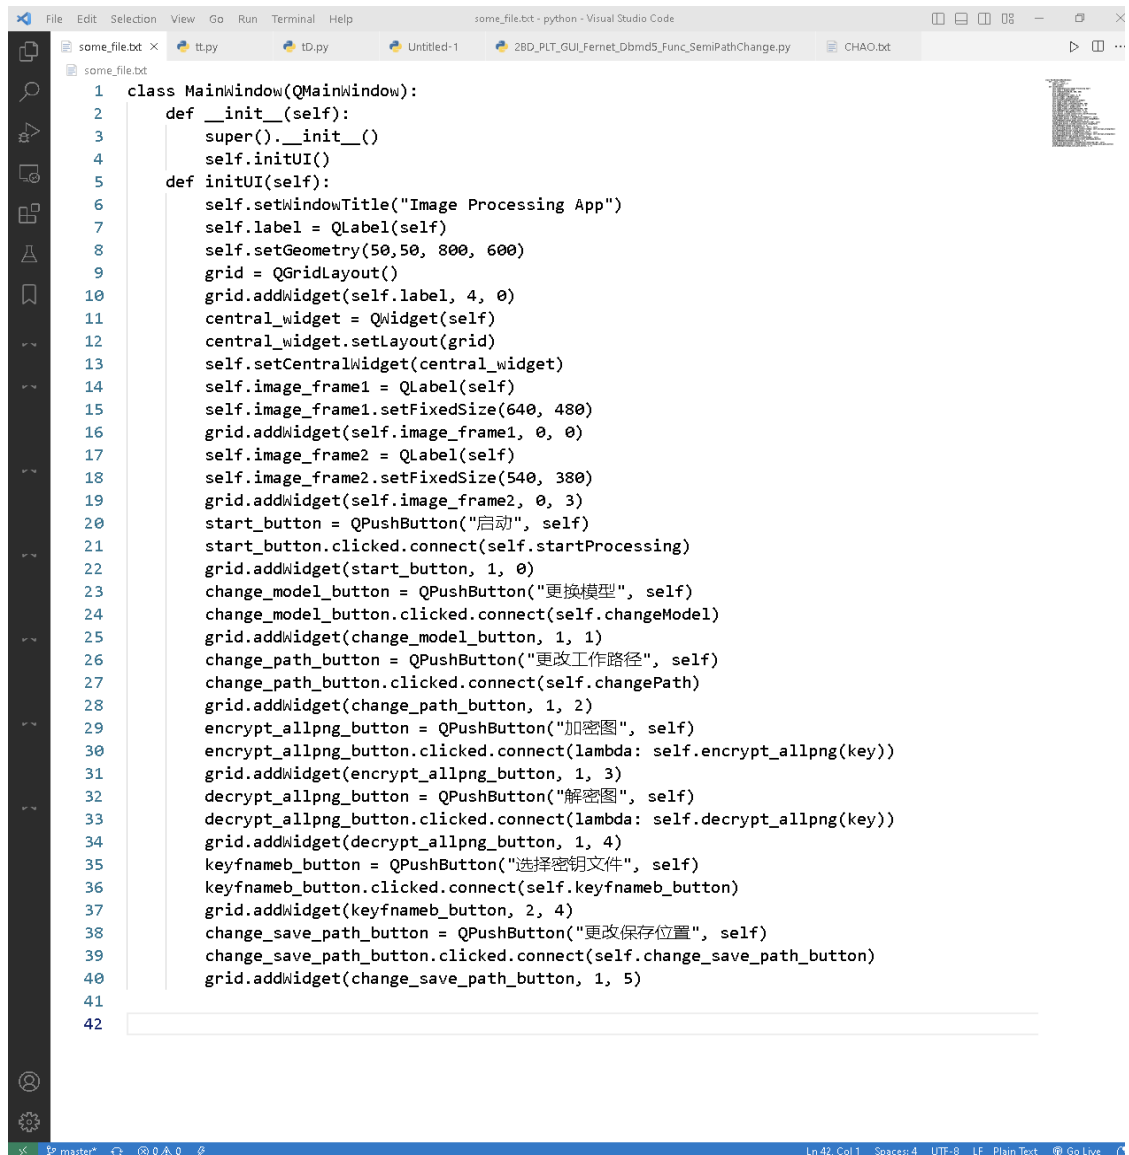 File Edit Selection View Go Run Terminal Help some_file.txt - python - Visual Studio Code
some_file.txt tt.py tD.py Untitled-1 2BD_PLT_GUI_Fernet_Dbmd5_Func_SemiPathChange.py CHAO.txt
some_file.txt
1 class MainWindow(QMainWindow):
2     def __init__(self):
3         super().__init__()
4         self.initUI()
5     def initUI(self):
6         self.setWindowTitle("Image Processing App")
7         self.label = QLabel(self)
8         self.setGeometry(50,50, 800, 600)
9         grid = QGridLayout()
10         grid.addWidget(self.label, 4, 0)
11         central_widget = QWidget(self)
12         central_widget.setLayout(grid)
13         self.setCentralWidget(central_widget)
14         self.image_frame1 = QLabel(self)
15         self.image_frame1.setFixedSize(640, 480)
16         grid.addWidget(self.image_frame1, 0, 0)
17         self.image_frame2 = QLabel(self)
18         self.image_frame2.setFixedSize(540, 380)
19         grid.addWidget(self.image_frame2, 0, 3)
20         start_button = QPushButton("启动", self)
21         start_button.clicked.connect(self.startProcessing)
22         grid.addWidget(start_button, 1, 0)
23         change_model_button = QPushButton("更换模型", self)
24         change_model_button.clicked.connect(self.changeModel)
25         grid.addWidget(change_model_button, 1, 1)
26         change_path_button = QPushButton("更改工作路径", self)
27         change_path_button.clicked.connect(self.changePath)
28         grid.addWidget(change_path_button, 1, 2)
29         encrypt_allpng_button = QPushButton("加密图", self)
30         encrypt_allpng_button.clicked.connect(lambda: self.encrypt_allpng(key))
31         grid.addWidget(encrypt_allpng_button, 1, 3)
32         decrypt_allpng_button = QPushButton("解密图", self)
33         decrypt_allpng_button.clicked.connect(lambda: self.decrypt_allpng(key))
34         grid.addWidget(decrypt_allpng_button, 1, 4)
35         keyfnameb_button = QPushButton("选择密钥文件", self)
36         keyfnameb_button.clicked.connect(self.keyfnameb_button)
37         grid.addWidget(keyfnameb_button, 2, 4)
38         change_save_path_button = QPushButton("更改保存位置", self)
39         change_save_path_button.clicked.connect(self.change_save_path_button)
40         grid.addWidget(change_save_path_button, 1, 5)
41
42
master* 0 0 Ln 42, Col 1 Spaces: 4 UTF-8 LF Plain Text Go Live